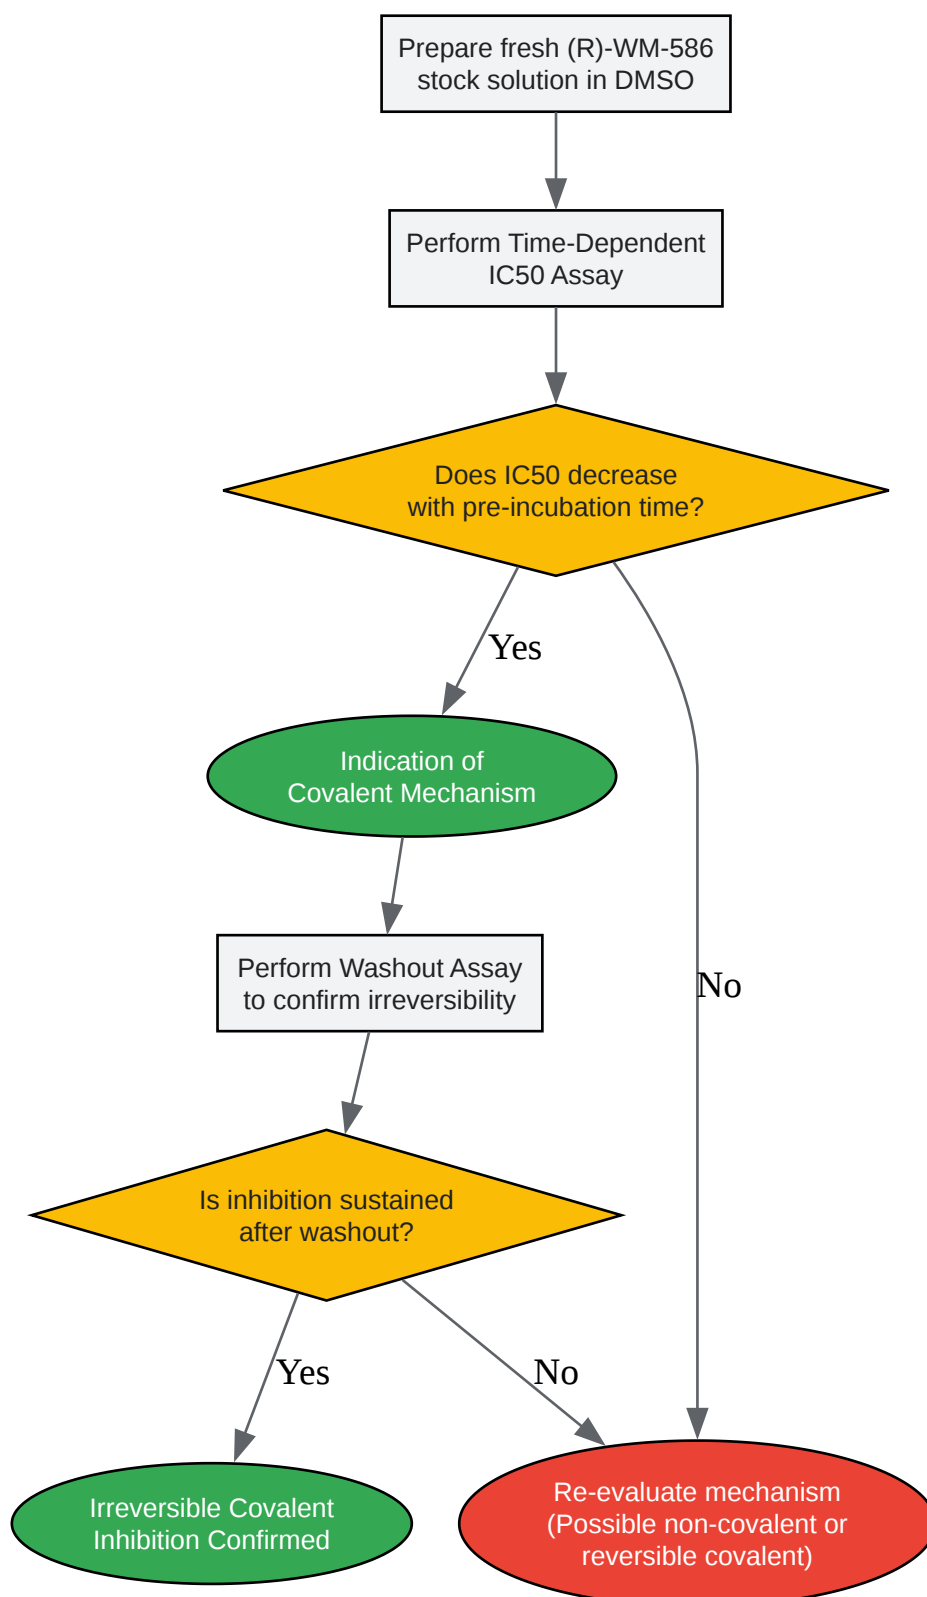 Prepare fresh (R)-WM-586
stock solution in DMSO
Perform Time-Dependent
IC50 Assay
Does IC50 decrease
with pre-incubation time?
Yes
Indication of
Covalent Mechanism
Perform Washout Assay
to confirm irreversibility
No
Is inhibition sustained
after washout?
Yes
No
Irreversible Covalent
Inhibition Confirmed
Re-evaluate mechanism
(Possible non-covalent or
reversible covalent)